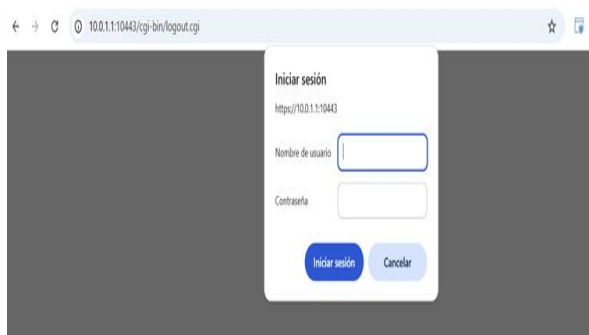 10.0.1.1:10443/cgi-bin/logout.cgi
Iniciar sesión
https://10.0.1.1:10443
Nombre de usuario
Contraseña
Iniciar sesión Cancelar